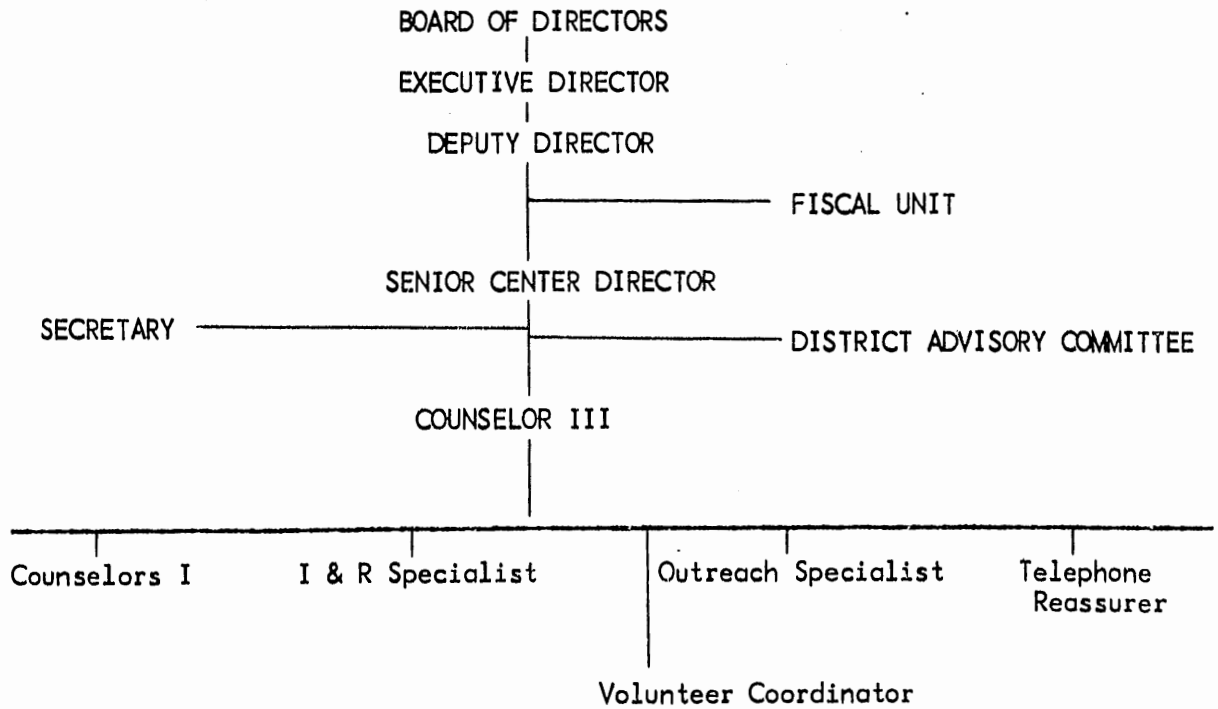 BOARD OF DIRECTORS
EXECUTIVE DIRECTOR
DEPUTY DIRECTOR
FISCAL UNIT
SENIOR CENTER DIRECTOR
SECRETARY
DISTRICT ADVISORY COMMITTEE
COUNSELOR III
Counselors I
I & R Specialist
Outreach Specialist
Telephone
Reassurer
Volunteer Coordinator